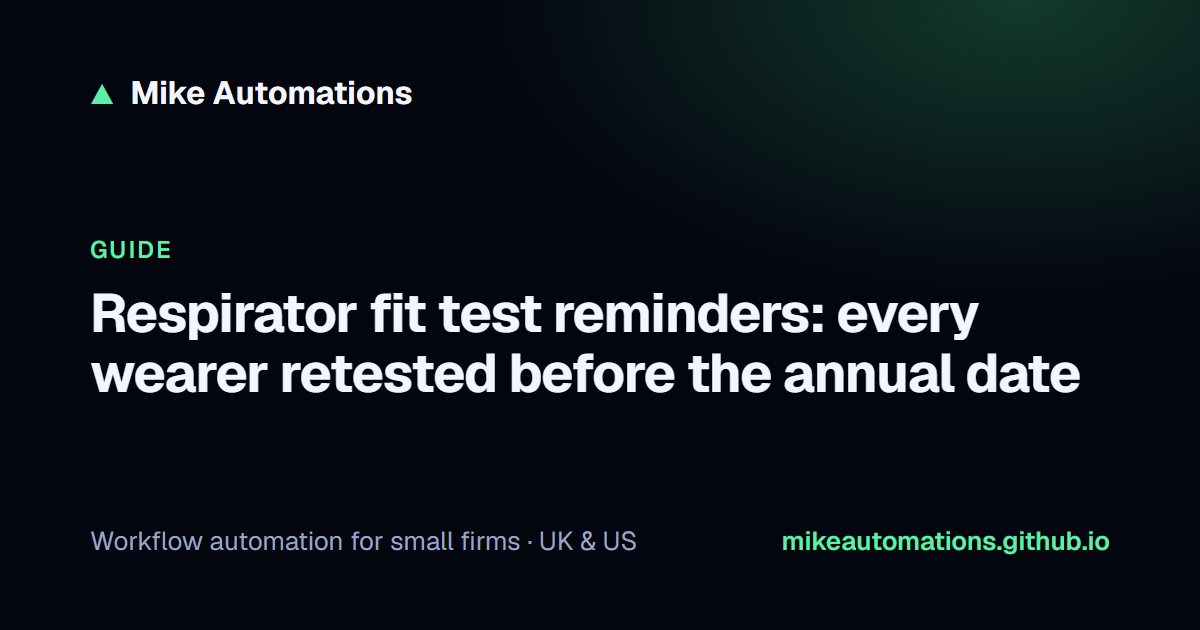 Mike Automations
GUIDE
Respirator fit test reminders: every
wearer retested before the annual date
Workflow automation for small firms · UK & US
mikeautomations.github.io